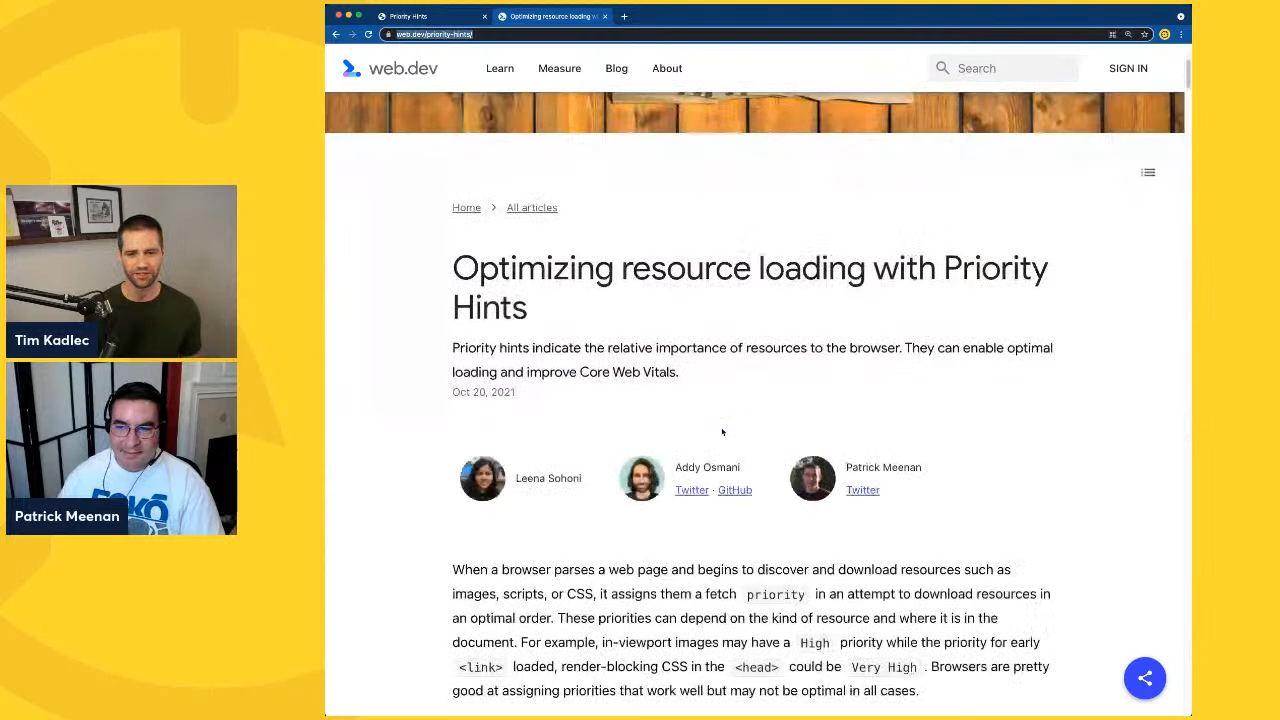 Priority Hints
Optimizing resource loading wi
web.dev/priority-hints/
web.dev
Learn
Measure
Blog
About
Search
SIGN IN
Home > All articles
Optimizing resource loading with Priority
Hints
Priority hints indicate the relative importance of resources to the browser. They can enable optimal
loading and improve Core Web Vitals.
Oct 20, 2021
Leena Sohoni
Addy Osmani
Twitter · GitHub
Patrick Meenan
Twitter
When a browser parses a web page and begins to discover and download resources such as
images, scripts, or CSS, it assigns them a fetch priority in an attempt to download resources in
an optimal order. These priorities can depend on the kind of resource and where it is in the
document. For example, in-viewport images may have a High priority while the priority for early
<link> loaded, render-blocking CSS in the <head> could be Very High . Browsers are pretty
good at assigning priorities that work well but may not be optimal in all cases.
Tim Kadlec
Patrick Meenan